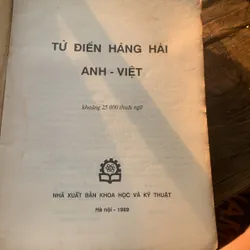 TỪ ĐIỂN HÀNG HẢI
ANH - VIỆT
khoảng 25 000 thuật ngữ
NHÀ XUẤT BẢN KHOA HỌC VÀ KỸ THUẬT
Hà nội - 1989